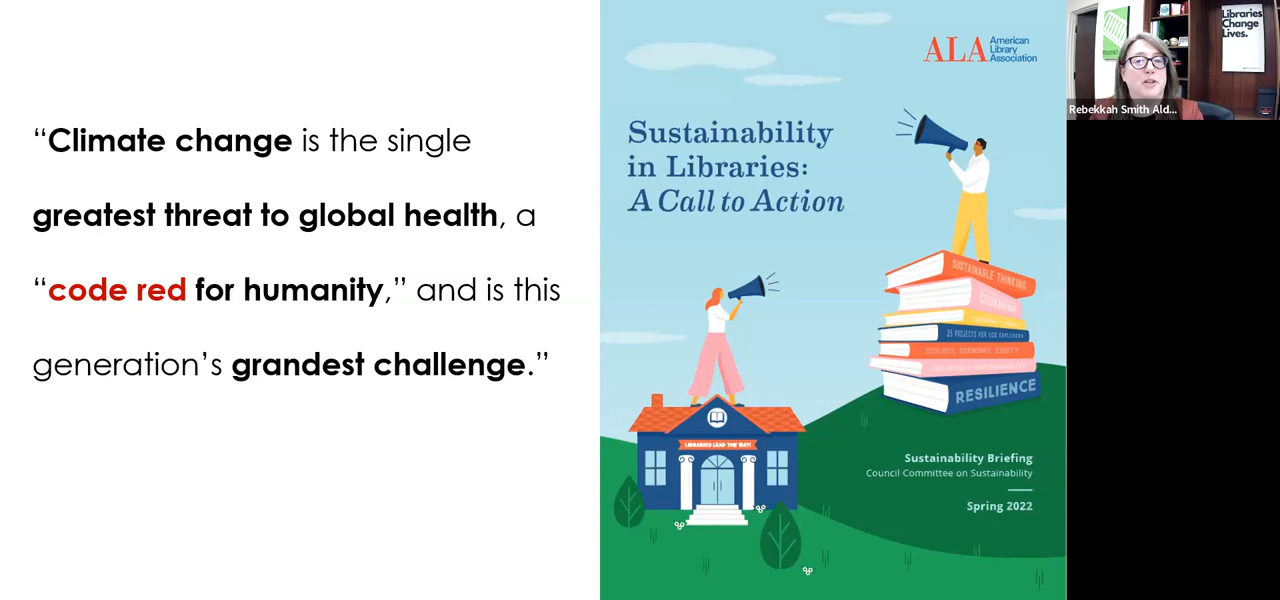 “Climate change is the single
greatest threat to global health, a
“code red for humanity,” and is this
generation’s grandest challenge.”
ALA American
Library
Association
Sustainability
in Libraries:
A Call to Action
SUSTAINABLE THINKING
COOKBOOK
25 PROJECTS FOR ECO EXPLORERS
ECOLOGY, ECONOMY, EQUITY
RESILIENCE
LIBRARIES LEAD THE WAY!
Sustainability Briefing
Council Committee on Sustainability
Spring 2022
Libraries
Change
Lives.
Rebekkah Smith Ald...